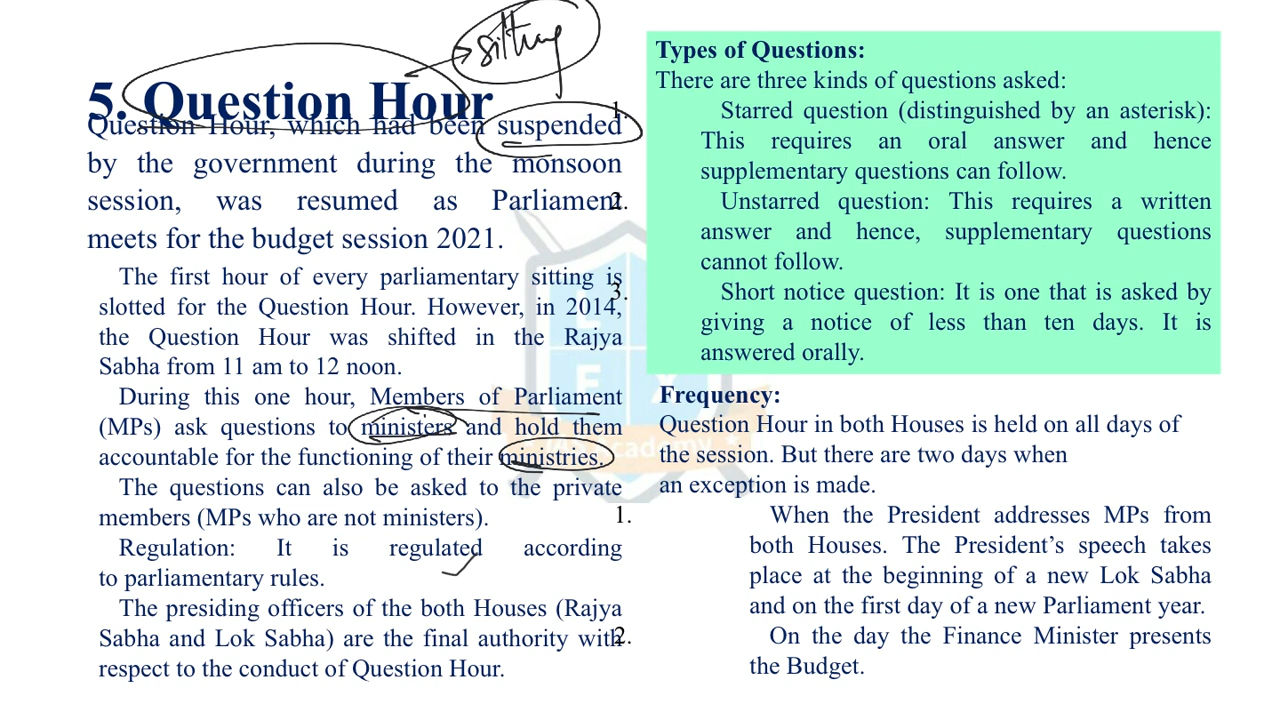 sitting
5. Question Hour
Question Hour, which had been suspended
by the government during the monsoon
session, was resumed as Parliament
meets for the budget session 2021.
The first hour of every parliamentary sitting is
slotted for the Question Hour. However, in 2014,
the Question Hour was shifted in the Rajya
Sabha from 11 am to 12 noon.
During this one hour, Members of Parliament
(MPs) ask questions to ministers and hold them
accountable for the functioning of their ministries.
The questions can also be asked to the private
members (MPs who are not ministers).
Regulation: It is regulated according
to parliamentary rules.
The presiding officers of the both Houses (Rajya
Sabha and Lok Sabha) are the final authority with
respect to the conduct of Question Hour.
Types of Questions:
There are three kinds of questions asked:
1. Starred question (distinguished by an asterisk):
This requires an oral answer and hence
supplementary questions can follow.
2. Unstarred question: This requires a written
answer and hence, supplementary questions
cannot follow.
3. Short notice question: It is one that is asked by
giving a notice of less than ten days. It is
answered orally.
Frequency:
Question Hour in both Houses is held on all days of
the session. But there are two days when
an exception is made.
1. When the President addresses MPs from
both Houses. The President’s speech takes
place at the beginning of a new Lok Sabha
and on the first day of a new Parliament year.
2. On the day the Finance Minister presents
the Budget.